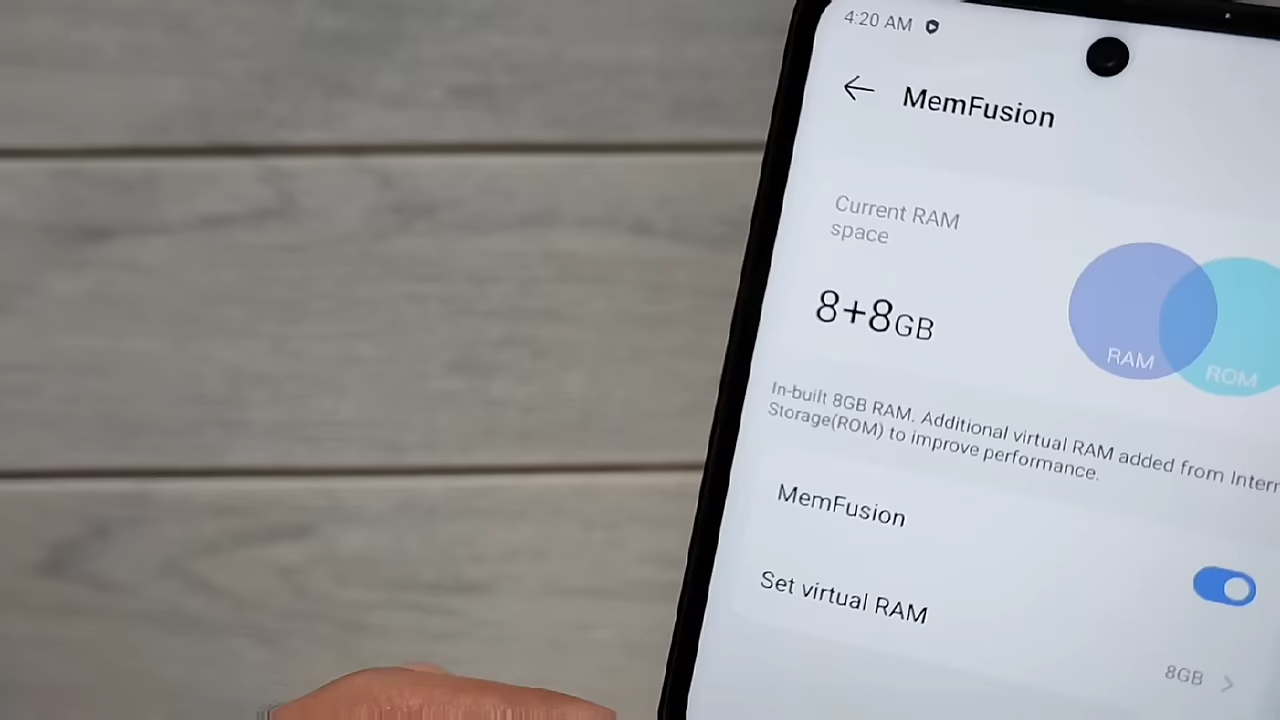 4:20 AM
MemFusion
Current RAM
space
8+8GB
RAM
ROM
In-built 8GB RAM. Additional virtual RAM added from
Storage(ROM) to improve performance.
MemFusion
Set virtual RAM
8GB